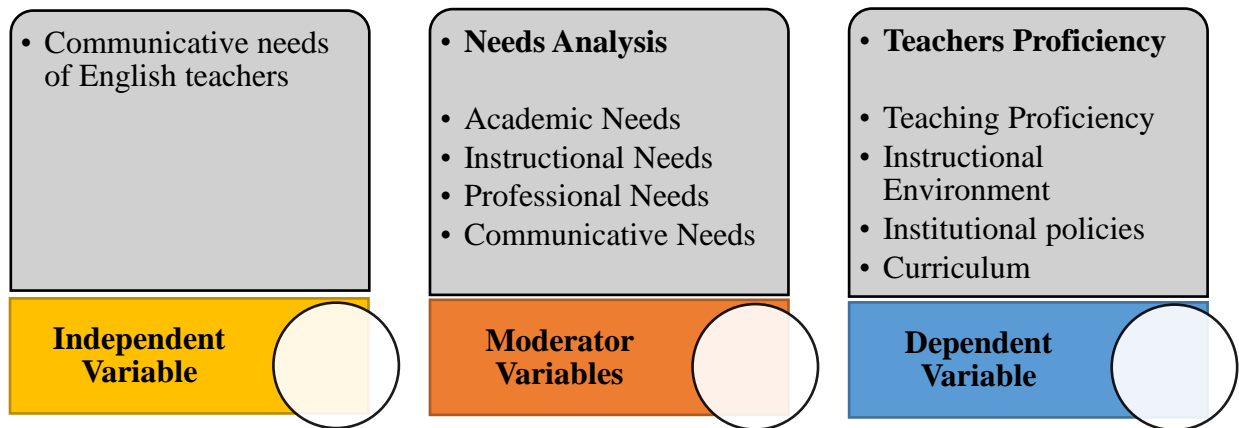 • Communicative needs
of English teachers
Independent
Variable
• Needs Analysis
• Academic Needs
• Instructional Needs
• Professional Needs
• Communicative Needs
Moderator
Variables
• Teachers Proficiency
• Teaching Proficiency
• Instructional
Environment
• Institutional policies
• Curriculum
Dependent
Variable